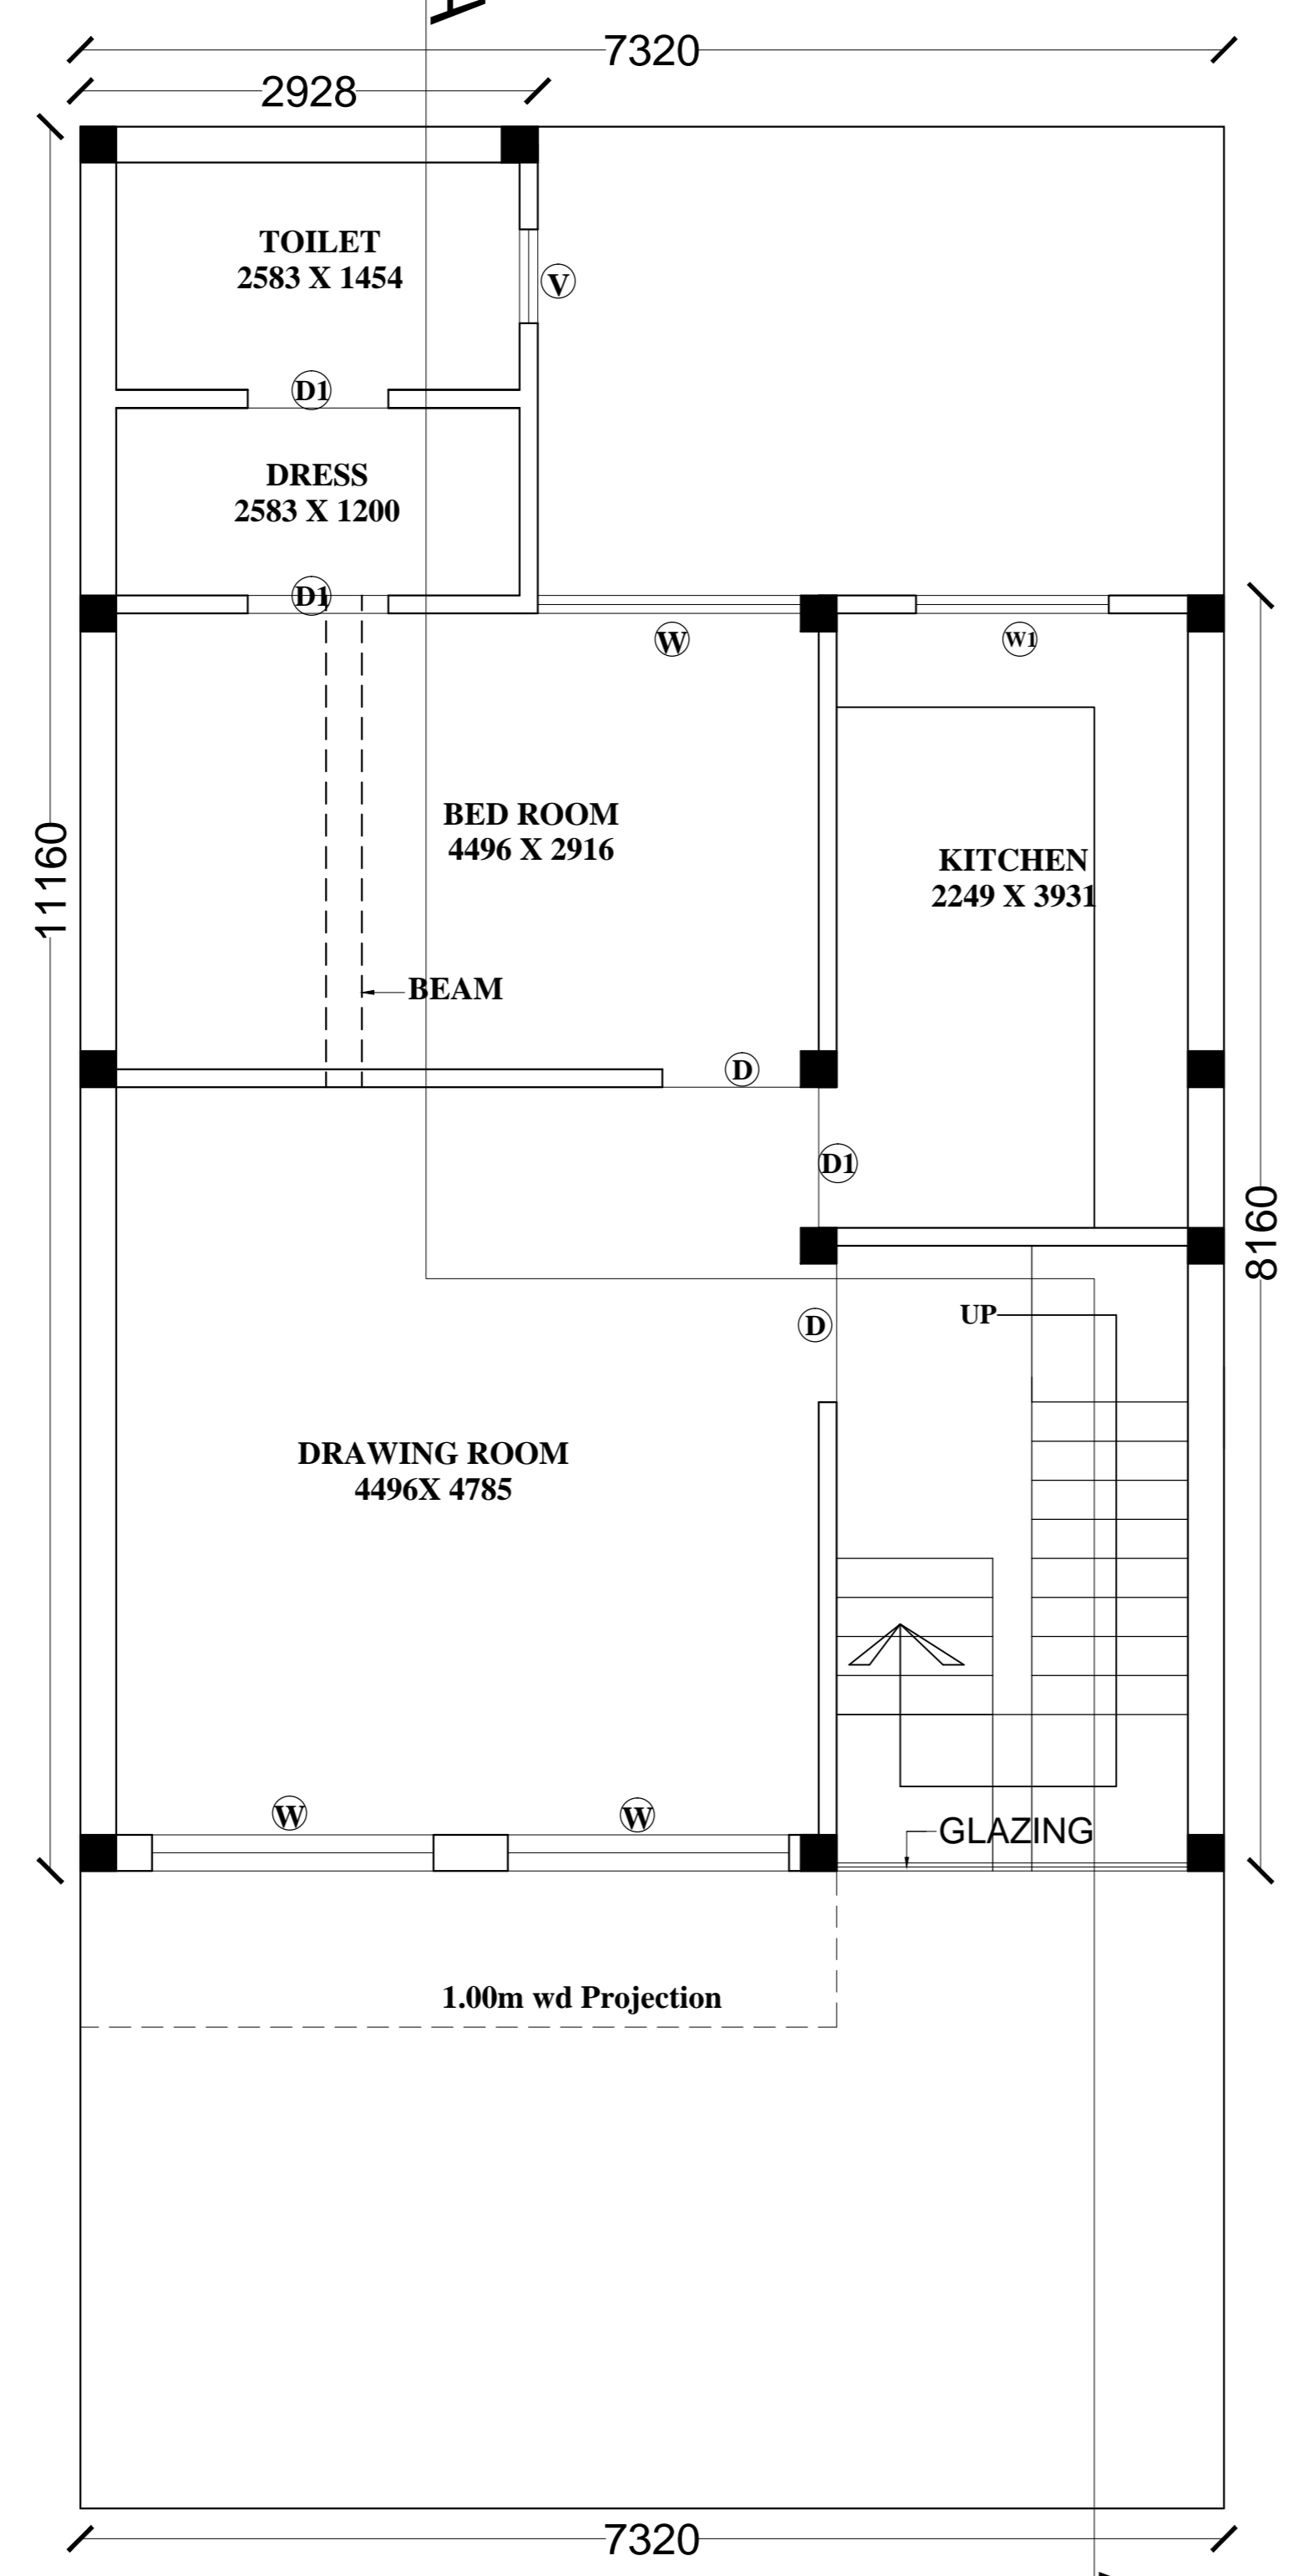 A
7320
2928
TOILET
2583 X 1454
V
D1
DRESS
2583 X 1200
D1
W
W1
BED ROOM
4496 X 2916
11160
KITCHEN
2249 X 3931
BEAM
D
D1
8160
D
UP
DRAWING ROOM
4496X 4785
W
W
GLAZING
1.00m wd Projection
7320